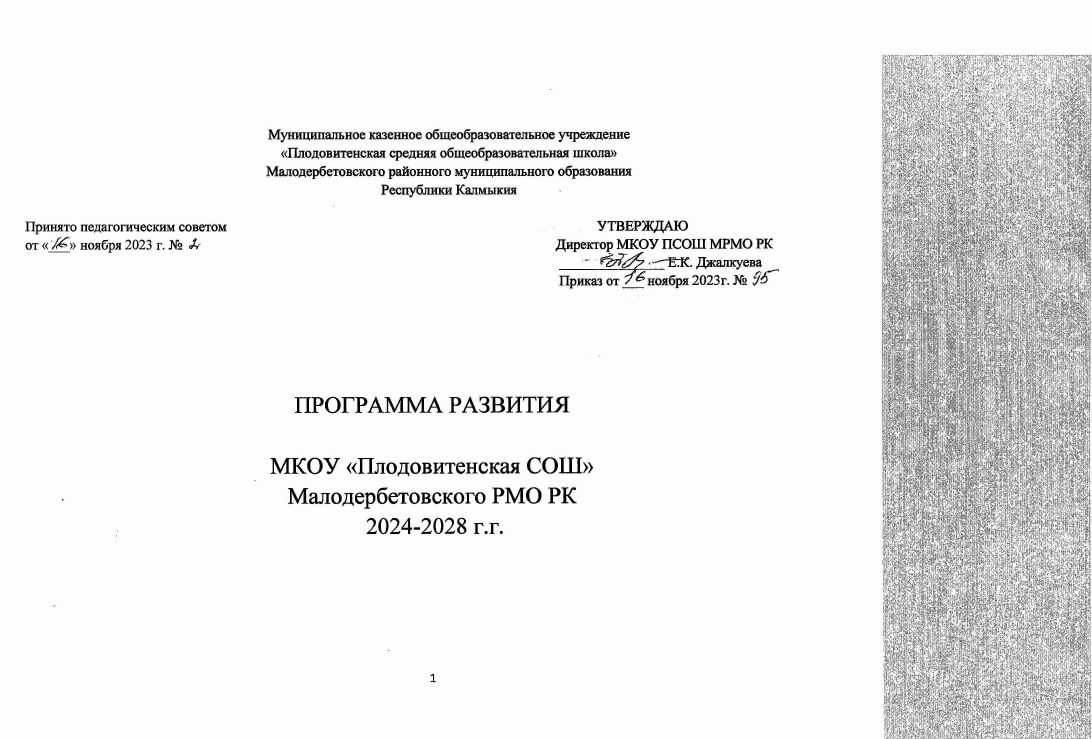 Муниципальное казенное общеобразовательное учреждение
«Плодовитенская средняя общеобразовательная школа»
Малодербетовского районного муниципального образования
Республики Калмыкия
Принято педагогическим советом
от «16» ноября 2023 г. № 2
УТВЕРЖДАЮ
Директор МКОУ ПСОШ МРМО РК
Е.К. Джалкуева
Приказ от 16 ноября 2023г. № 95
ПРОГРАММА РАЗВИТИЯ
МКОУ «Плодовитенская СОШ»
Малодербетовского РМО РК
2024-2028 г.г.
1